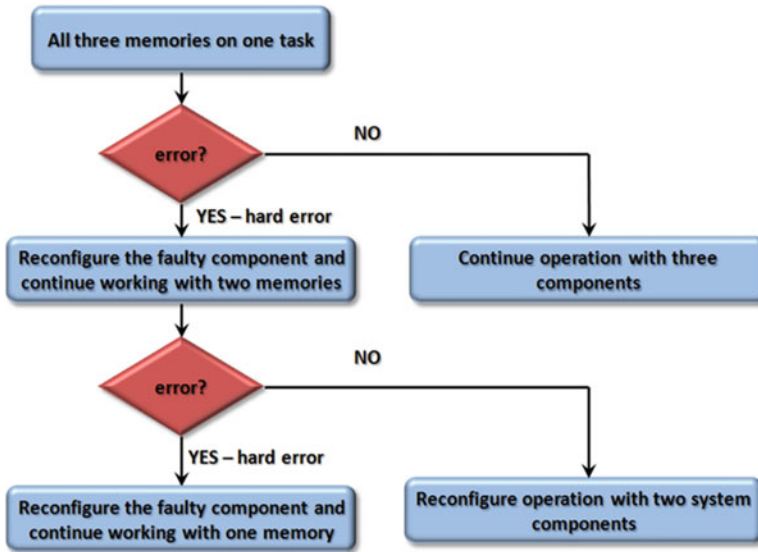 All three memories on one task
error?
NO
YES – hard error
Reconfigure the faulty component and
continue working with two memories
Continue operation with three
components
error?
NO
YES – hard error
Reconfigure the faulty component and
continue working with one memory
Reconfigure operation with two system
components